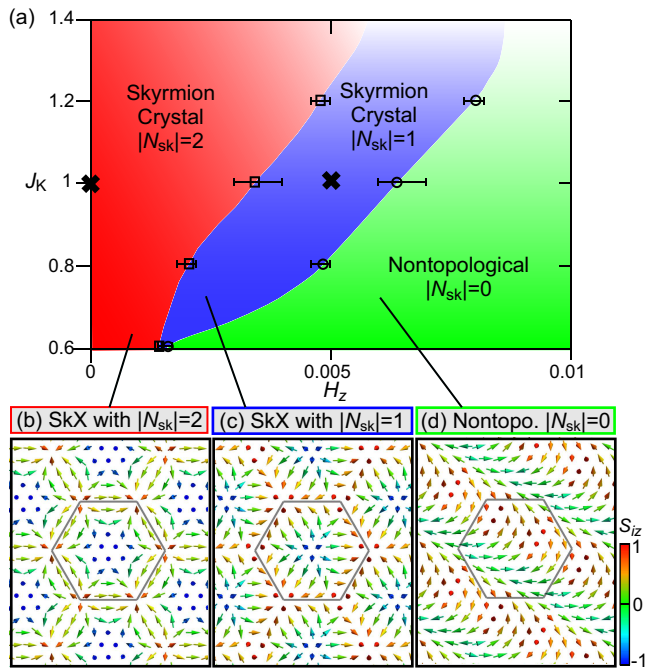 (a)
1.4
1.2
J_K
1
0.8
0.6
Skyrmion
Crystal
|N_sk|=2
Skyrmion
Crystal
|N_sk|=1
Nontopological
|N_sk|=0
0
0.005
0.01
H_z
(b) SkX with |N_sk|=2
(c) SkX with |N_sk|=1
(d) Nontopo. |N_sk|=0
S_iz
1
0
-1